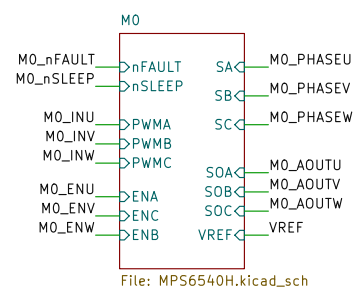 M0
M0_nFAULT
M0_nSLEEP
M0_INU
M0_INV
M0_INW
M0_ENU
M0_ENV
M0_ENW
nFAULT
nSLEEP
PWMA
PWMB
PWMC
ENA
ENC
ENB
SA
SB
SC
SOA
SOB
SOC
VREF
M0_PHASEU
M0_PHASEV
M0_PHASEW
M0_AOUTU
M0_AOUTV
M0_AOUTW
VREF
File: MPS6540H.kicad_sch